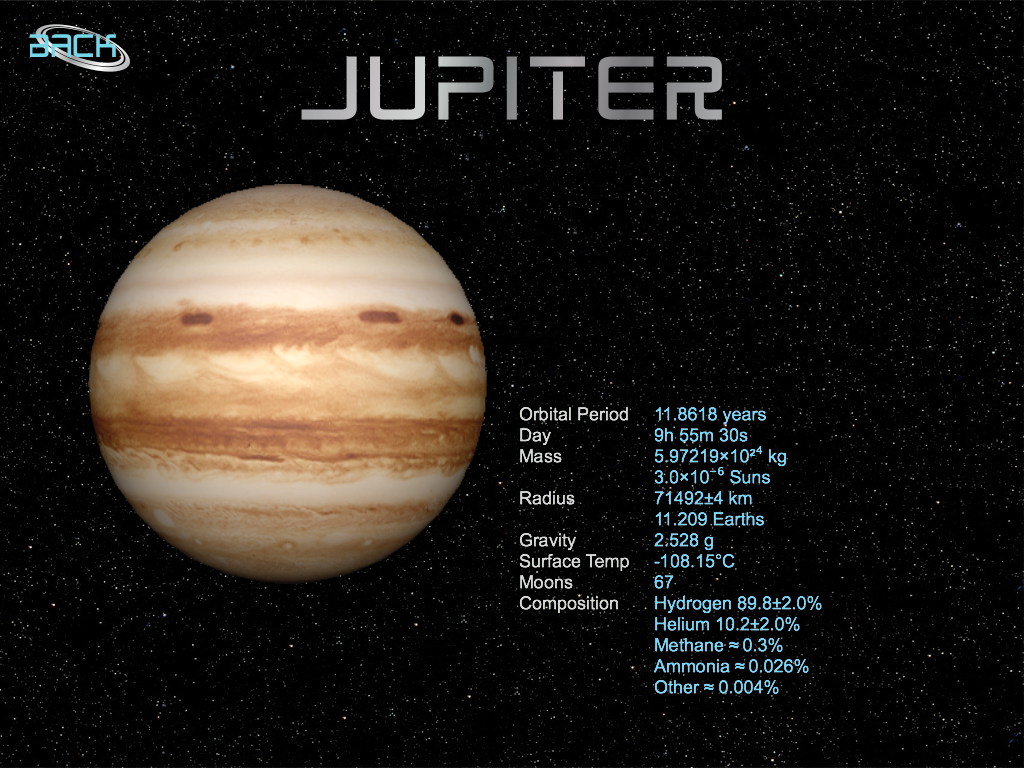 BACK
JUPITER
Orbital Period 11.8618 years
Day 9h 55m 30s
Mass 5.97219×10²⁴ kg
3.0×10⁻⁶ Suns
Radius 71492±4 km
11.209 Earths
Gravity 2.528 g
Surface Temp -108.15°C
Moons 67
Composition Hydrogen 89.8±2.0%
Helium 10.2±2.0%
Methane ≈ 0.3%
Ammonia ≈ 0.026%
Other ≈ 0.004%